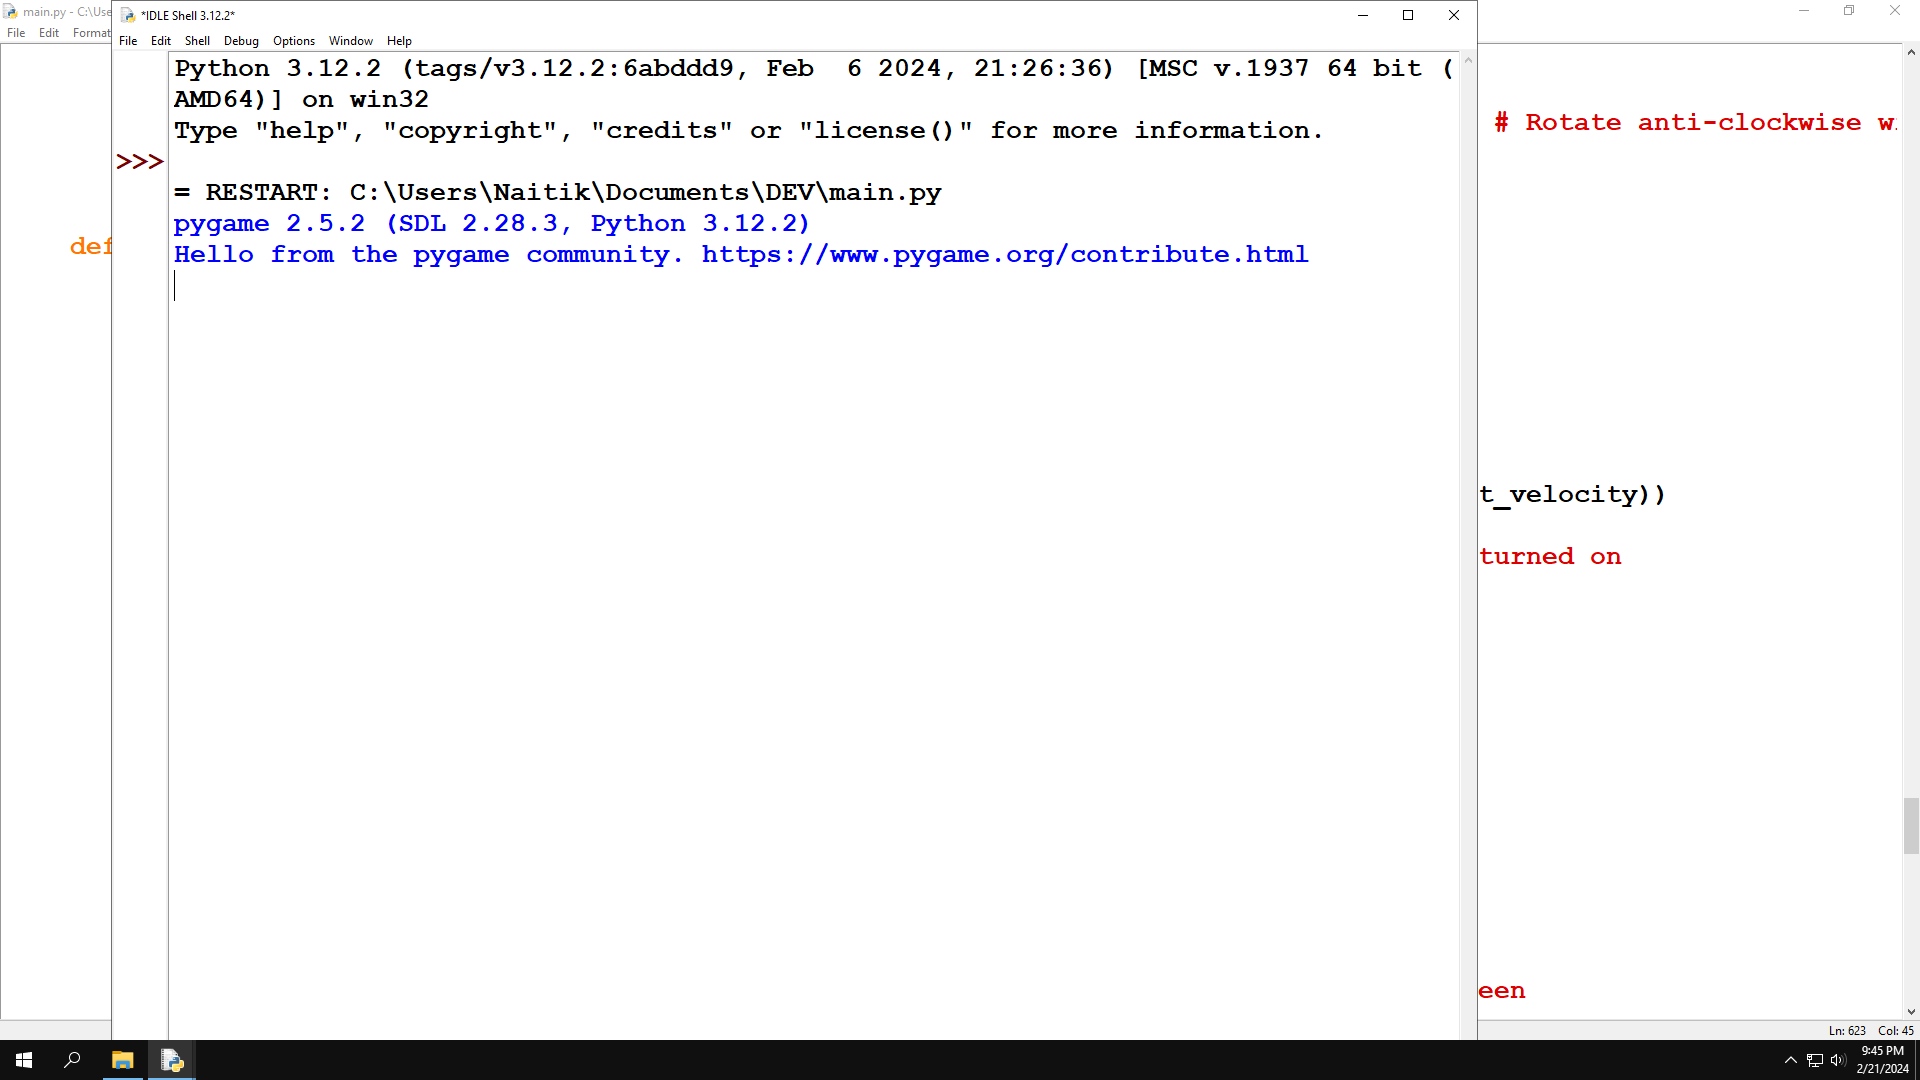 main.py - C:\Use
File Edit Format
*IDLE Shell 3.12.2*
File Edit Shell Debug Options Window Help
Python 3.12.2 (tags/v3.12.2:6abddd9, Feb  6 2024, 21:26:36) [MSC v.1937 64 bit (
AMD64)] on win32
Type "help", "copyright", "credits" or "license()" for more information.
>>>
= RESTART: C:\Users\Naitik\Documents\DEV\main.py
pygame 2.5.2 (SDL 2.28.3, Python 3.12.2)
Hello from the pygame community. https://www.pygame.org/contribute.html
# Rotate anti-clockwise w
def
t_velocity))
turned on
een
Ln: 623 Col: 45
9:45 PM
2/21/2024